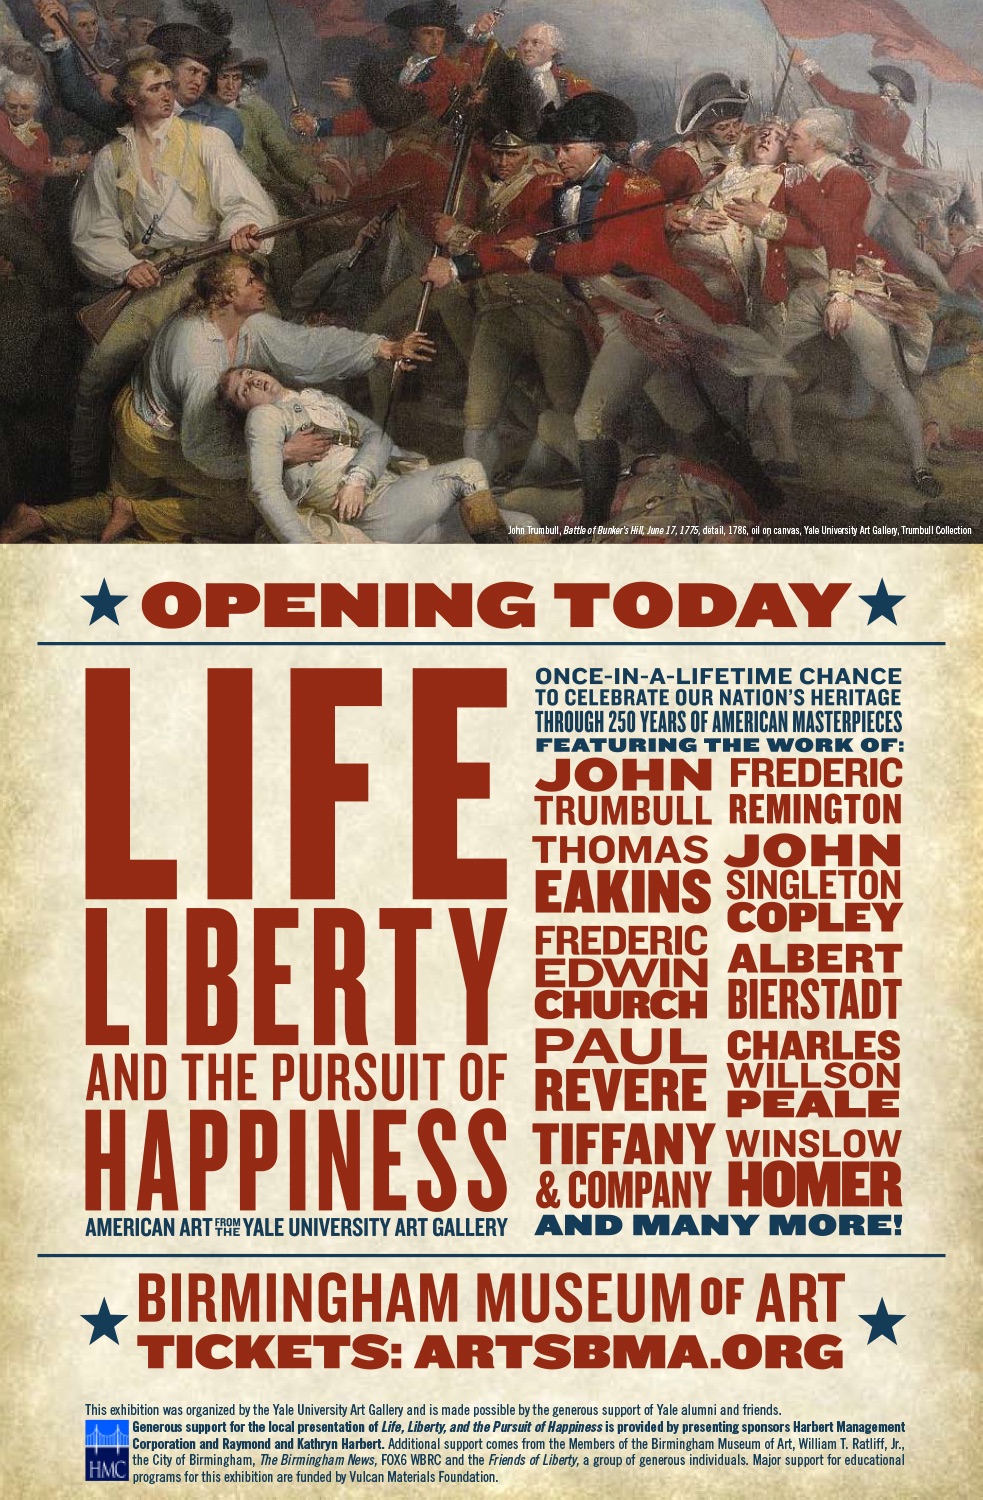 John Trumbull, Battle of Bunker's Hill, June 17, 1775, detail, 1786, oil on canvas, Yale University Art Gallery, Trumbull Collection
OPENING TODAY
LIFE
LIBERTY
AND THE PURSUIT OF
HAPPINESS
AMERICAN ART FROM THE YALE UNIVERSITY ART GALLERY
ONCE-IN-A-LIFETIME CHANCE
TO CELEBRATE OUR NATION'S HERITAGE
THROUGH 250 YEARS OF AMERICAN MASTERPIECES
FEATURING THE WORK OF:
JOHN
TRUMBULL
THOMAS
EAKINS
FREDERIC
EDWIN
CHURCH
PAUL
REVERE
TIFFANY
& COMPANY
FREDERIC
REMINGTON
JOHN
SINGLETON
COPLEY
ALBERT
BIERSTADT
CHARLES
WILLSON
PEALE
WINSLOW
HOMER
AND MANY MORE!
BIRMINGHAM MUSEUM OF ART
TICKETS: ARTSBMA.ORG
This exhibition was organized by the Yale University Art Gallery and is made possible by the generous support of Yale alumni and friends.
HMC
Generous support for the local presentation of Life, Liberty, and the Pursuit of Happiness is provided by presenting sponsors Harbert Management
Corporation and Raymond and Kathryn Harbert. Additional support comes from the Members of the Birmingham Museum of Art, William T. Ratliff, Jr.,
the City of Birmingham, The Birmingham News, FOX6 WBRC and the Friends of Liberty, a group of generous individuals. Major support for educational
programs for this exhibition are funded by Vulcan Materials Foundation.